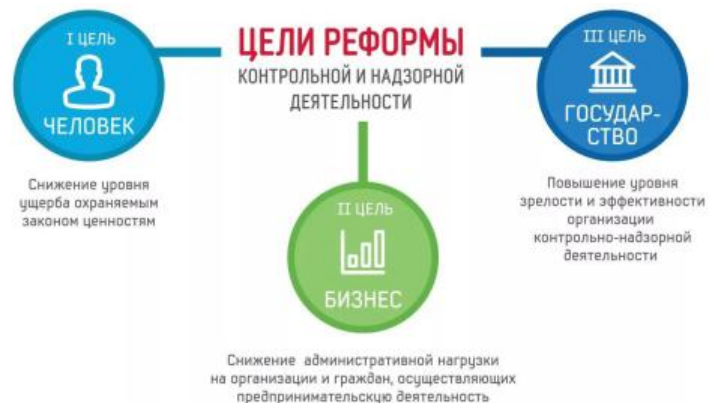 ЦЕЛИ РЕФОРМЫ
КОНТРОЛЬНОЙ И НАДЗОРНОЙ
ДЕЯТЕЛЬНОСТИ
I ЦЕЛЬ
ЧЕЛОВЕК
Снижение уровня
ущерба охраняемым
законом ценностям
II ЦЕЛЬ
БИЗНЕС
Снижение административной нагрузки
на организации и граждан, осуществляющих
предпринимательскую деятельность
III ЦЕЛЬ
ГОСУДАР-
СТВО
Повышение уровня
зрелости и эффективности
организации
контрольно-надзорной
деятельности